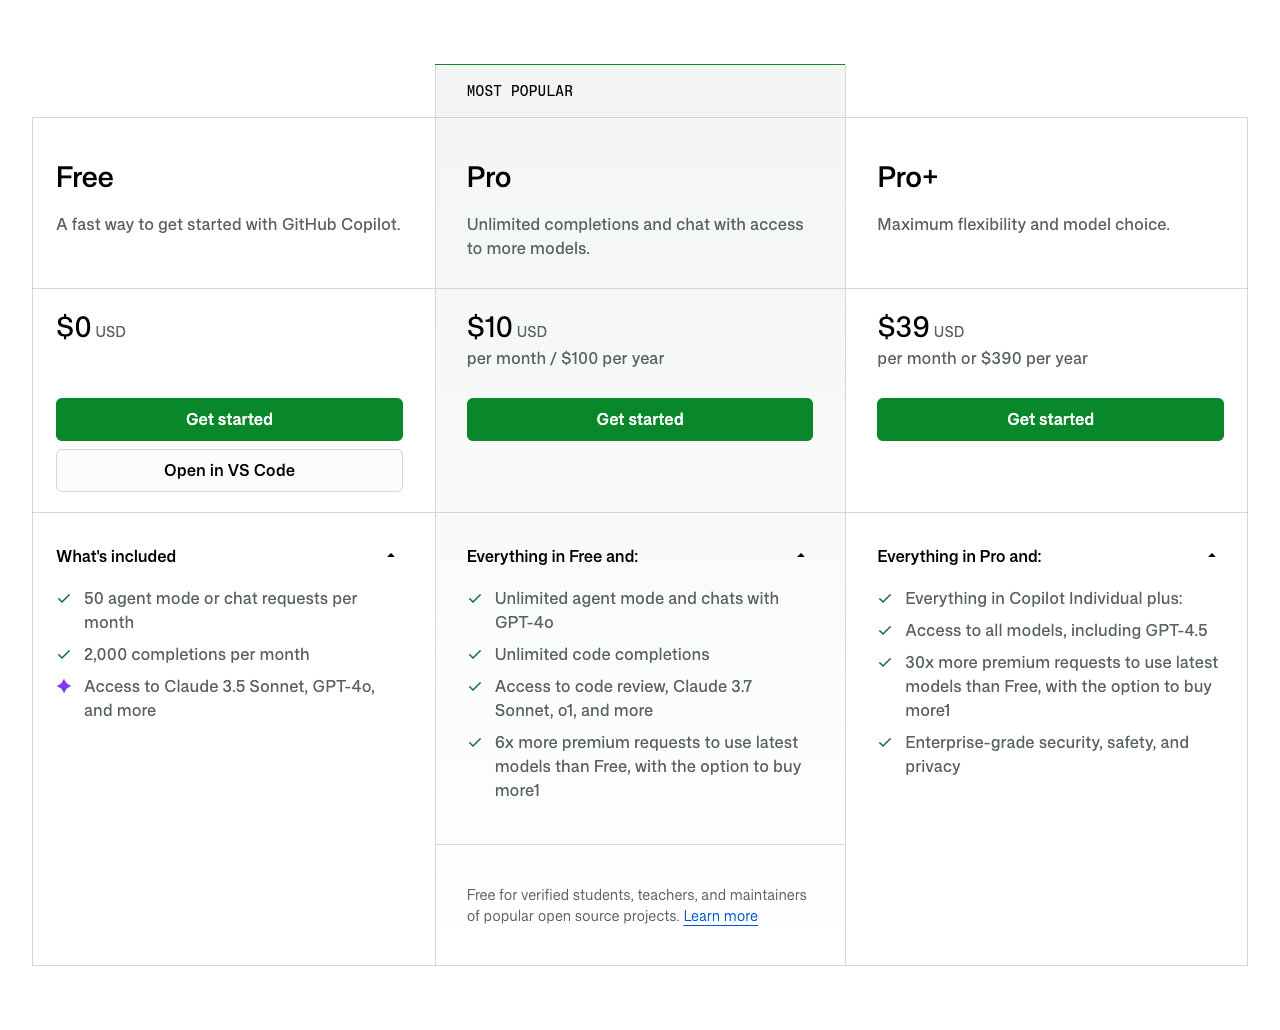 MOST POPULAR
Free
A fast way to get started with GitHub Copilot.
$0 USD
Get started
Open in VS Code
What's included
50 agent mode or chat requests per
month
2,000 completions per month
Access to Claude 3.5 Sonnet, GPT-4o,
and more
Pro
Unlimited completions and chat with access
to more models.
$10 USD
per month / $100 per year
Get started
Everything in Free and:
Unlimited agent mode and chats with
GPT-4o
Unlimited code completions
Access to code review, Claude 3.7
Sonnet, o1, and more
6x more premium requests to use latest
models than Free, with the option to buy
more1
Free for verified students, teachers, and maintainers
of popular open source projects. Learn more
Pro+
Maximum flexibility and model choice.
$39 USD
per month or $390 per year
Get started
Everything in Pro and:
Everything in Copilot Individual plus:
Access to all models, including GPT-4.5
30x more premium requests to use latest
models than Free, with the option to buy
more1
Enterprise-grade security, safety, and
privacy